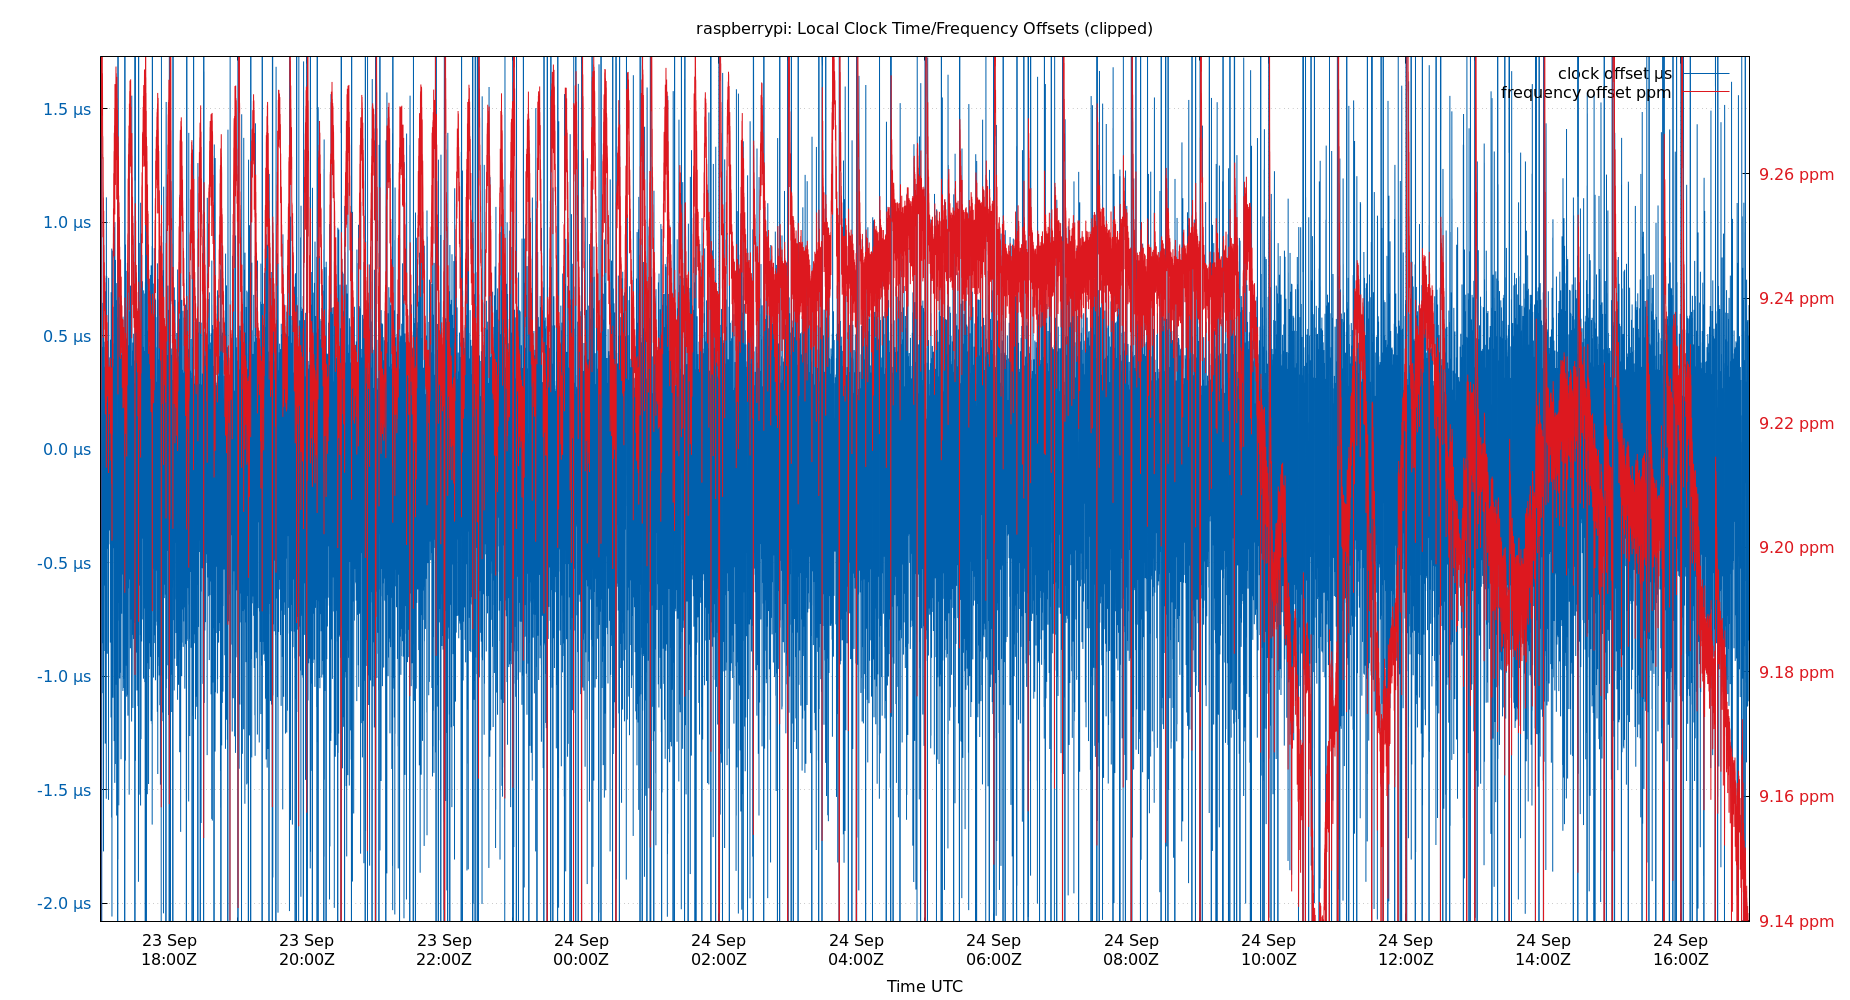 raspberrypi: Local Clock Time/Frequency Offsets (clipped)
clock offset µs
frequency offset ppm
1.5 µs
1.0 µs
0.5 µs
0.0 µs
-0.5 µs
-1.0 µs
-1.5 µs
-2.0 µs
9.26 ppm
9.24 ppm
9.22 ppm
9.20 ppm
9.18 ppm
9.16 ppm
9.14 ppm
23 Sep 23 Sep 23 Sep 24 Sep 24 Sep 24 Sep 24 Sep 24 Sep 24 Sep 24 Sep 24 Sep 24 Sep
18:00Z 20:00Z 22:00Z 00:00Z 02:00Z 04:00Z 06:00Z 08:00Z 10:00Z 12:00Z 14:00Z 16:00Z
Time UTC